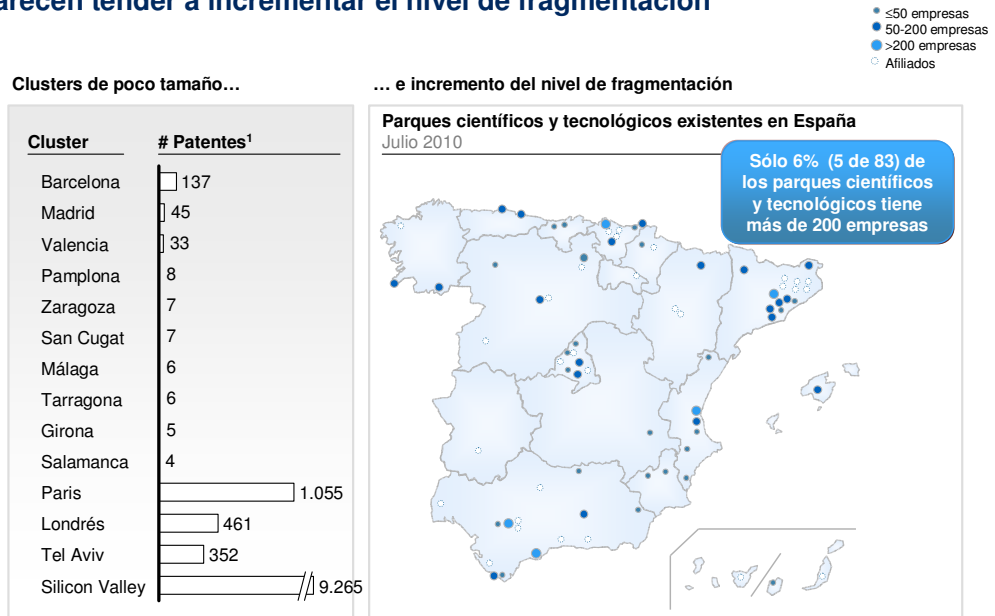 parecen tender a incrementar el nivel de fragmentación
≤50 empresas
50-200 empresas
>200 empresas
Afiliados
Clusters de poco tamaño…
… e incremento del nivel de fragmentación
Cluster # Patentes¹
Barcelona 137
Madrid 45
Valencia 33
Pamplona 8
Zaragoza 7
San Cugat 7
Málaga 6
Tarragona 6
Girona 5
Salamanca 4
Paris 1.055
Londrés 461
Tel Aviv 352
Silicon Valley 9.265
Parques científicos y tecnológicos existentes en España
Julio 2010
Sólo 6% (5 de 83) de
los parques científicos
y tecnológicos tiene
más de 200 empresas